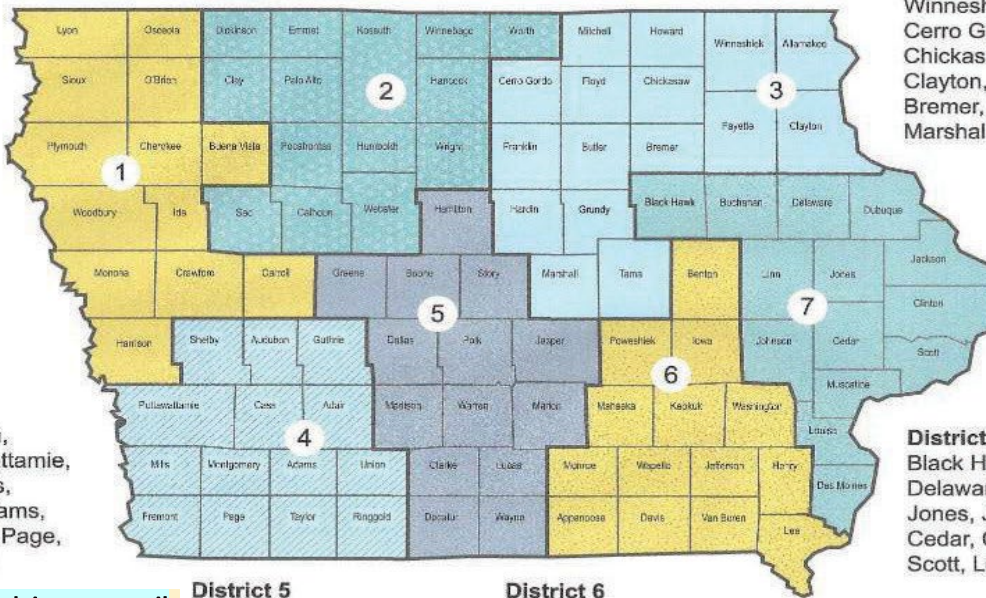 Winnesh
Lyon Osceola Dickinson Emmet Kossuth Winnebago Worth Mitchell Howard Winneshiek Allamakee
Cerro G
Chickas
Sioux O'Brien Clay Palo Alto 2 Hancock Cerro Gordo Floyd Chickasaw 3
Clayton,
Bremer,
Fayette Clayton
Marshal
Plymouth Cherokee Buena Vista Pocahontas Humboldt Wright Franklin Butler Bremer
1
Woodbury Ida Sac Calhoun Webster Hamilton Hardin Grundy Black Hawk Buchanan Delaware Dubuque
Monona Crawford Carroll Greene Boone Story Marshall Tama Benton Linn Jones Jackson
5 7
Clinton
Harrison Shelby Audubon Guthrie Dallas Polk Jasper Poweshiek Iowa Johnson Cedar Scott
6
Muscatine
Pottawattamie Cass Adair Madison Warren Marion Mahaska Keokuk Washington
4
Louisa
ttamie,
Mills Montgomery Adams Union Clarke Lucas Monroe Wapello Jefferson Henry Des Moines
District
Black H
Delawar
ams,
Fremont Page Taylor Ringgold Decatur Wayne Appanoose Davis Van Buren Lee
Jones, J
Page,
Cedar, C
Scott, L
District 5 District 6